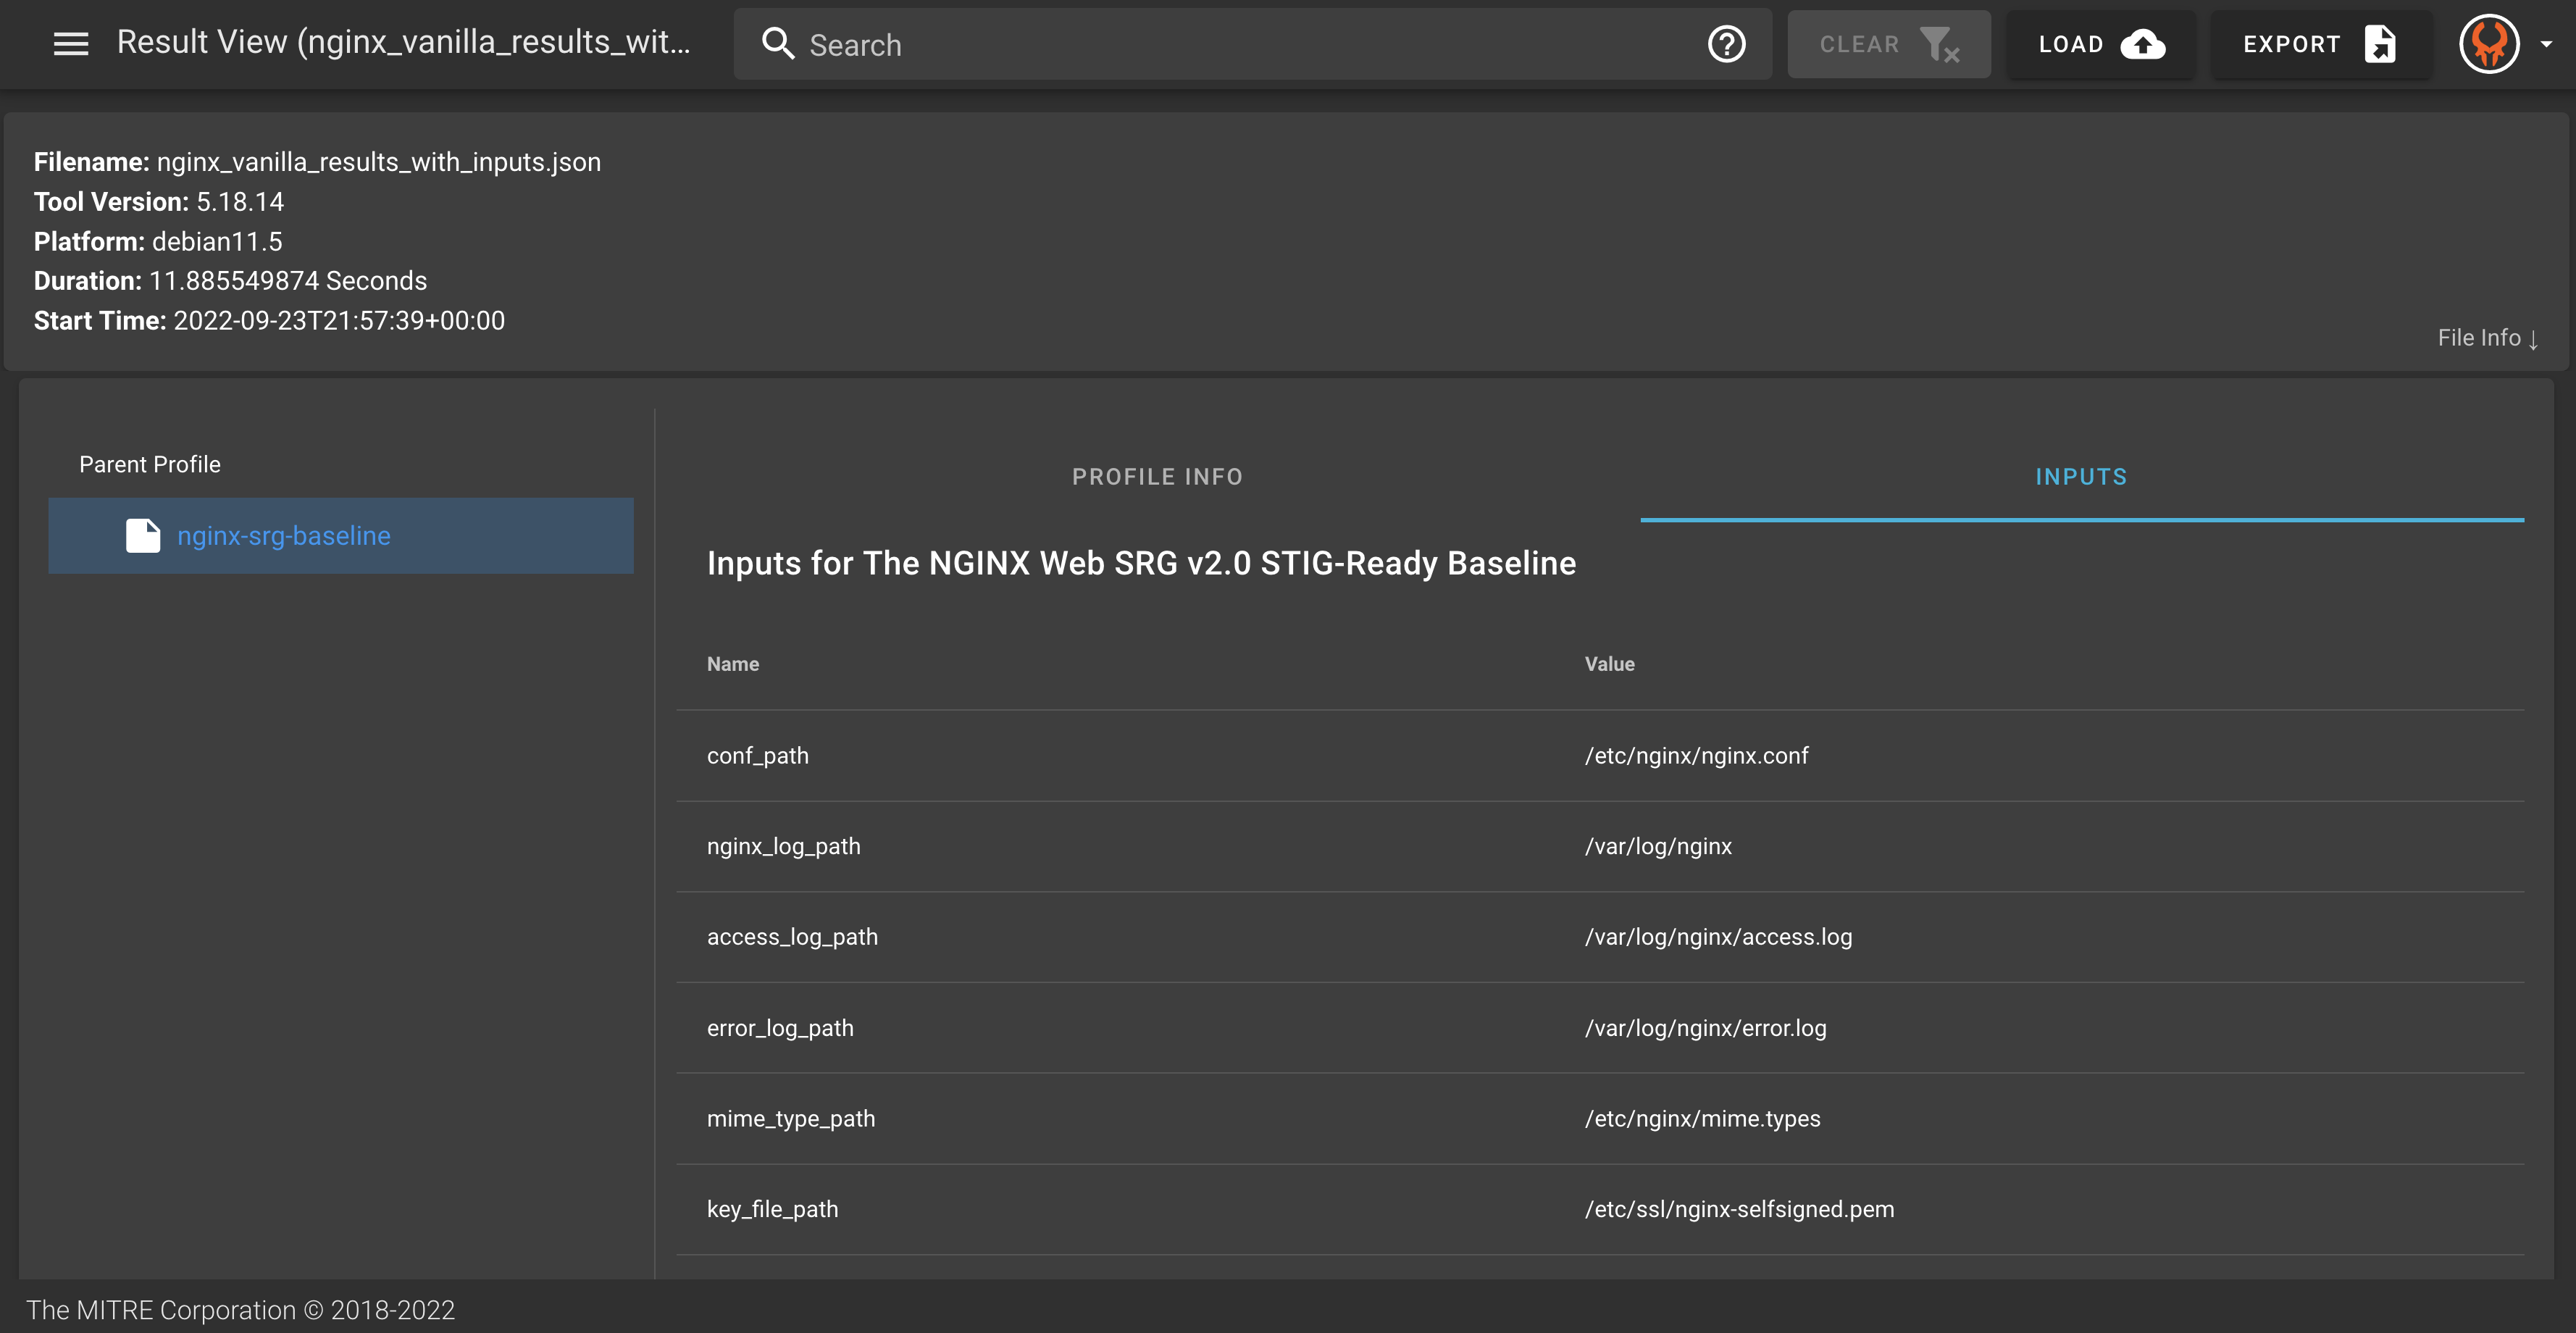 Result View (nginx_vanilla_results_wit...
Search
CLEAR
LOAD
EXPORT
Filename: nginx_vanilla_results_with_inputs.json
Tool Version: 5.18.14
Platform: debian11.5
Duration: 11.885549874 Seconds
Start Time: 2022-09-23T21:57:39+00:00
File Info ↓
Parent Profile
nginx-srg-baseline
PROFILE INFO
INPUTS
Inputs for The NGINX Web SRG v2.0 STIG-Ready Baseline
Name Value
conf_path /etc/nginx/nginx.conf
nginx_log_path /var/log/nginx
access_log_path /var/log/nginx/access.log
error_log_path /var/log/nginx/error.log
mime_type_path /etc/nginx/mime.types
key_file_path /etc/ssl/nginx-selfsigned.pem
The MITRE Corporation © 2018-2022